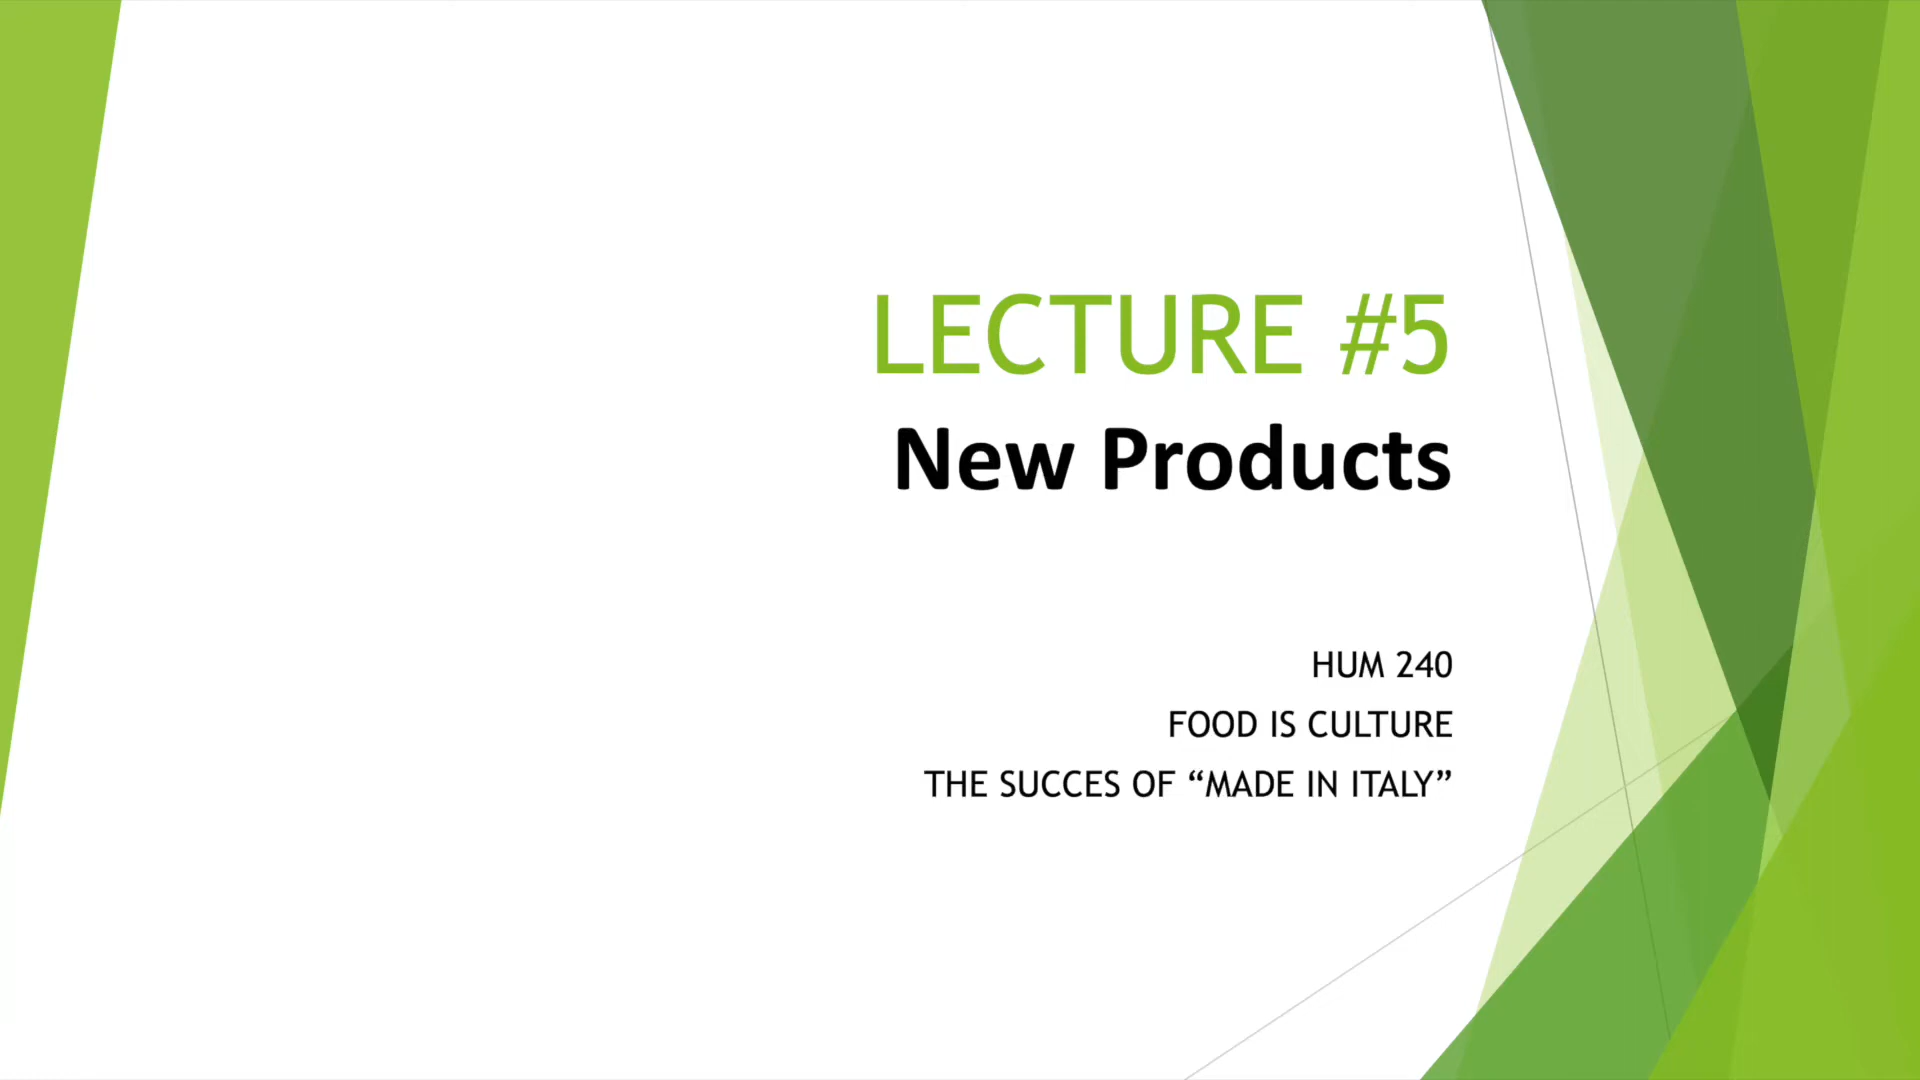 LECTURE #5
New Products
HUM 240
FOOD IS CULTURE
THE SUCCES OF “MADE IN ITALY”